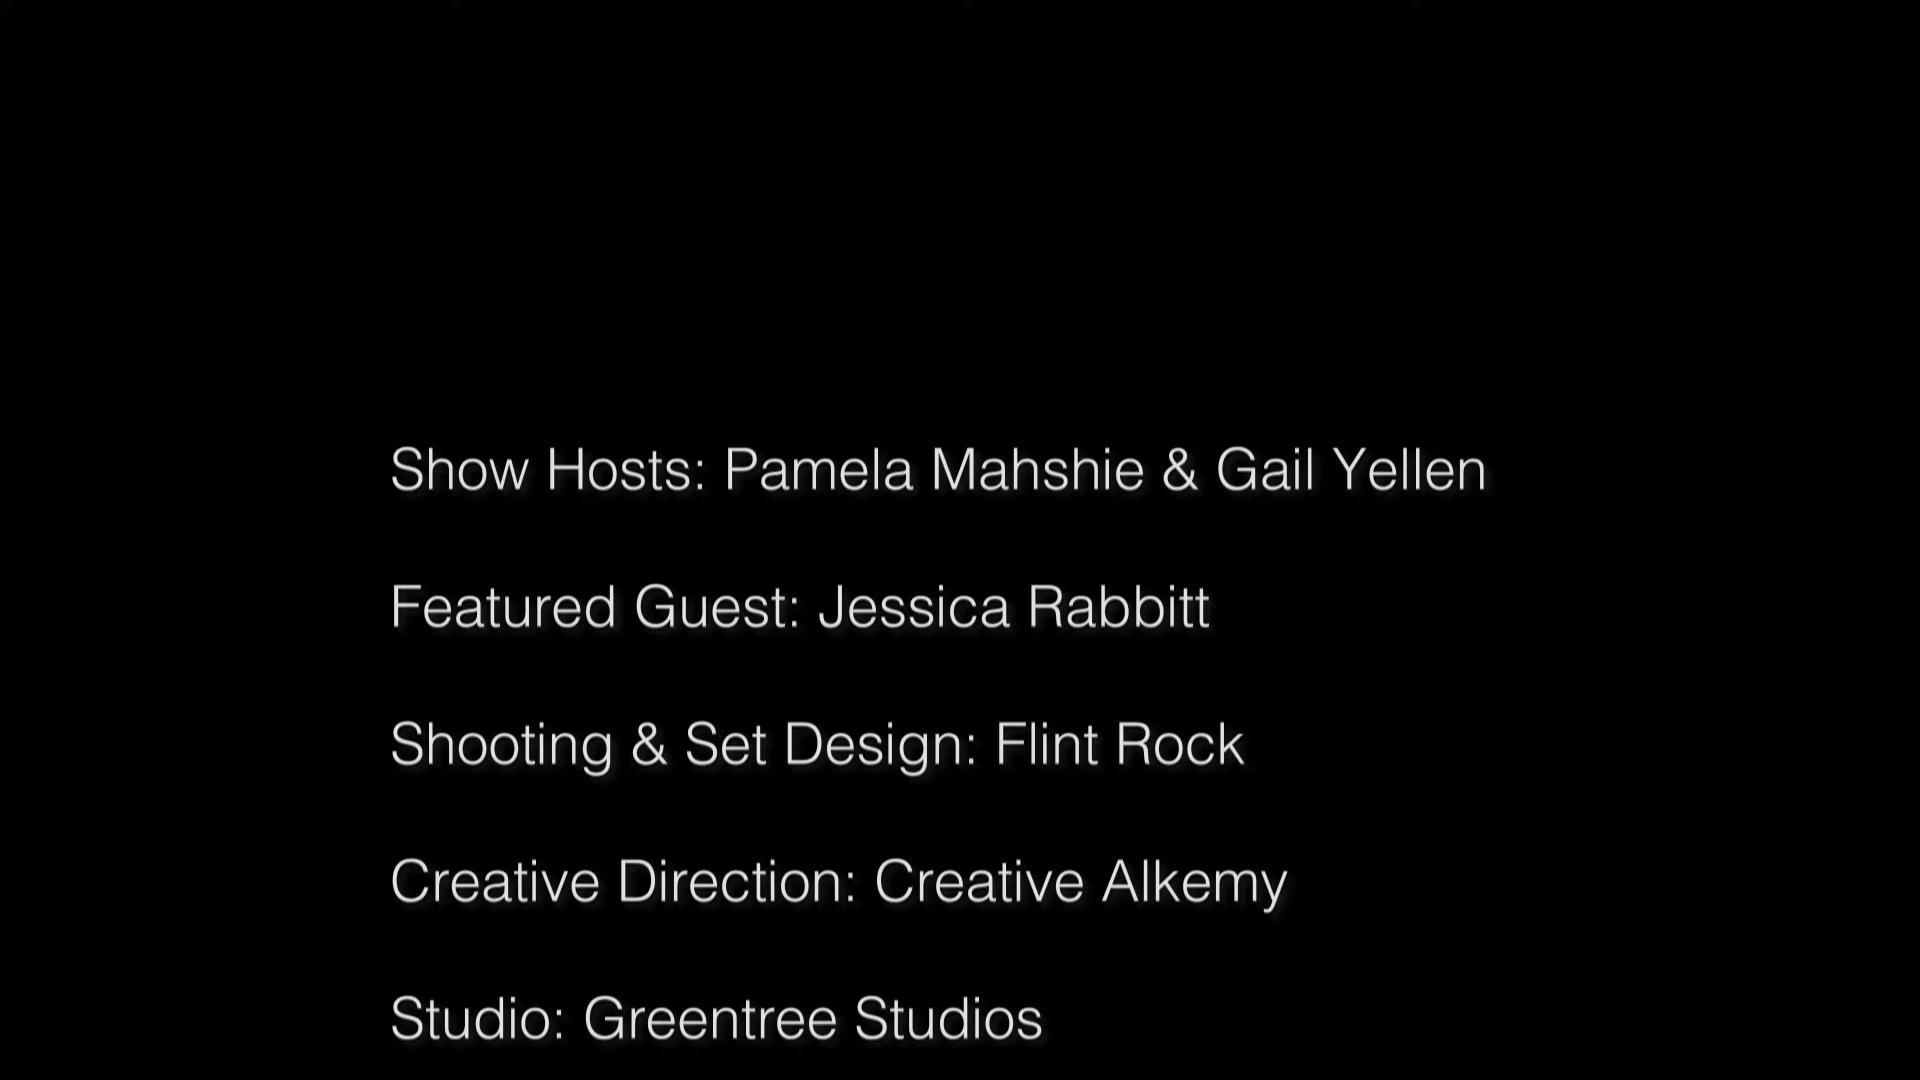 Show Hosts: Pamela Mahshie & Gail Yellen
Featured Guest: Jessica Rabbitt
Shooting & Set Design: Flint Rock
Creative Direction: Creative Alkemy
Studio: Greentree Studios